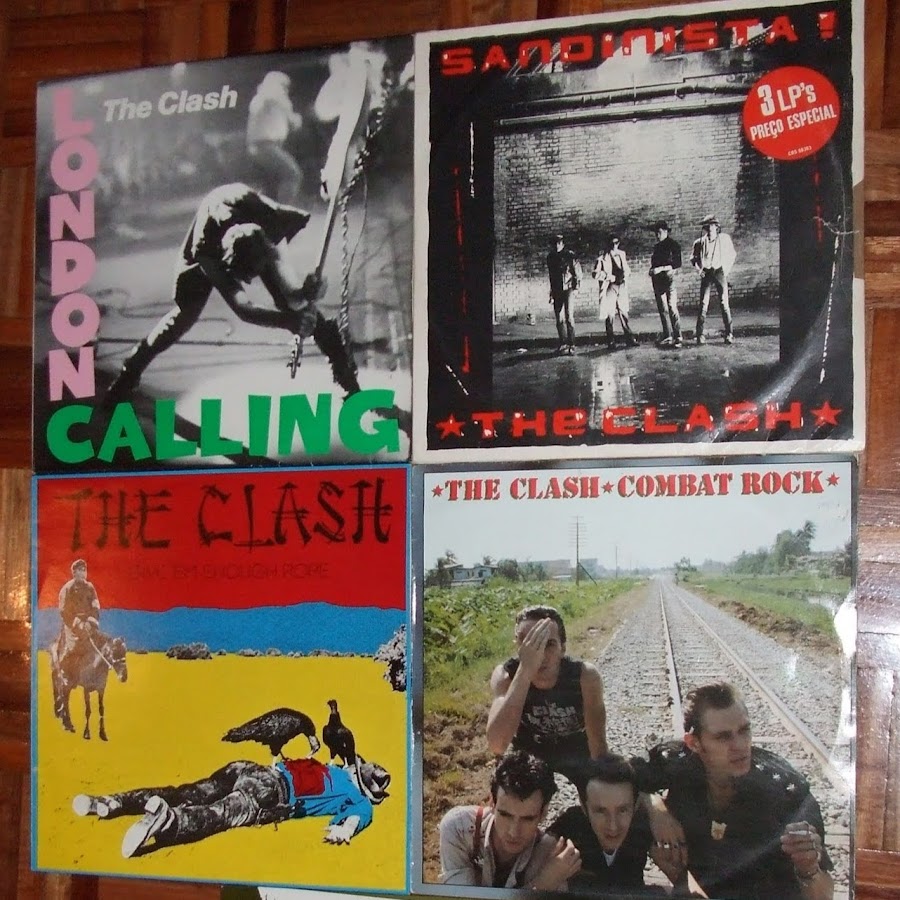 LONDON
The Clash
CALLING
SANDINISTA!
3 LP'S
PREÇO ESPECIAL
★THE CLASH★
THE CLASH
GIVE 'EM ENOUGH ROPE
★THE CLASH★COMBAT ROCK★
CLASH